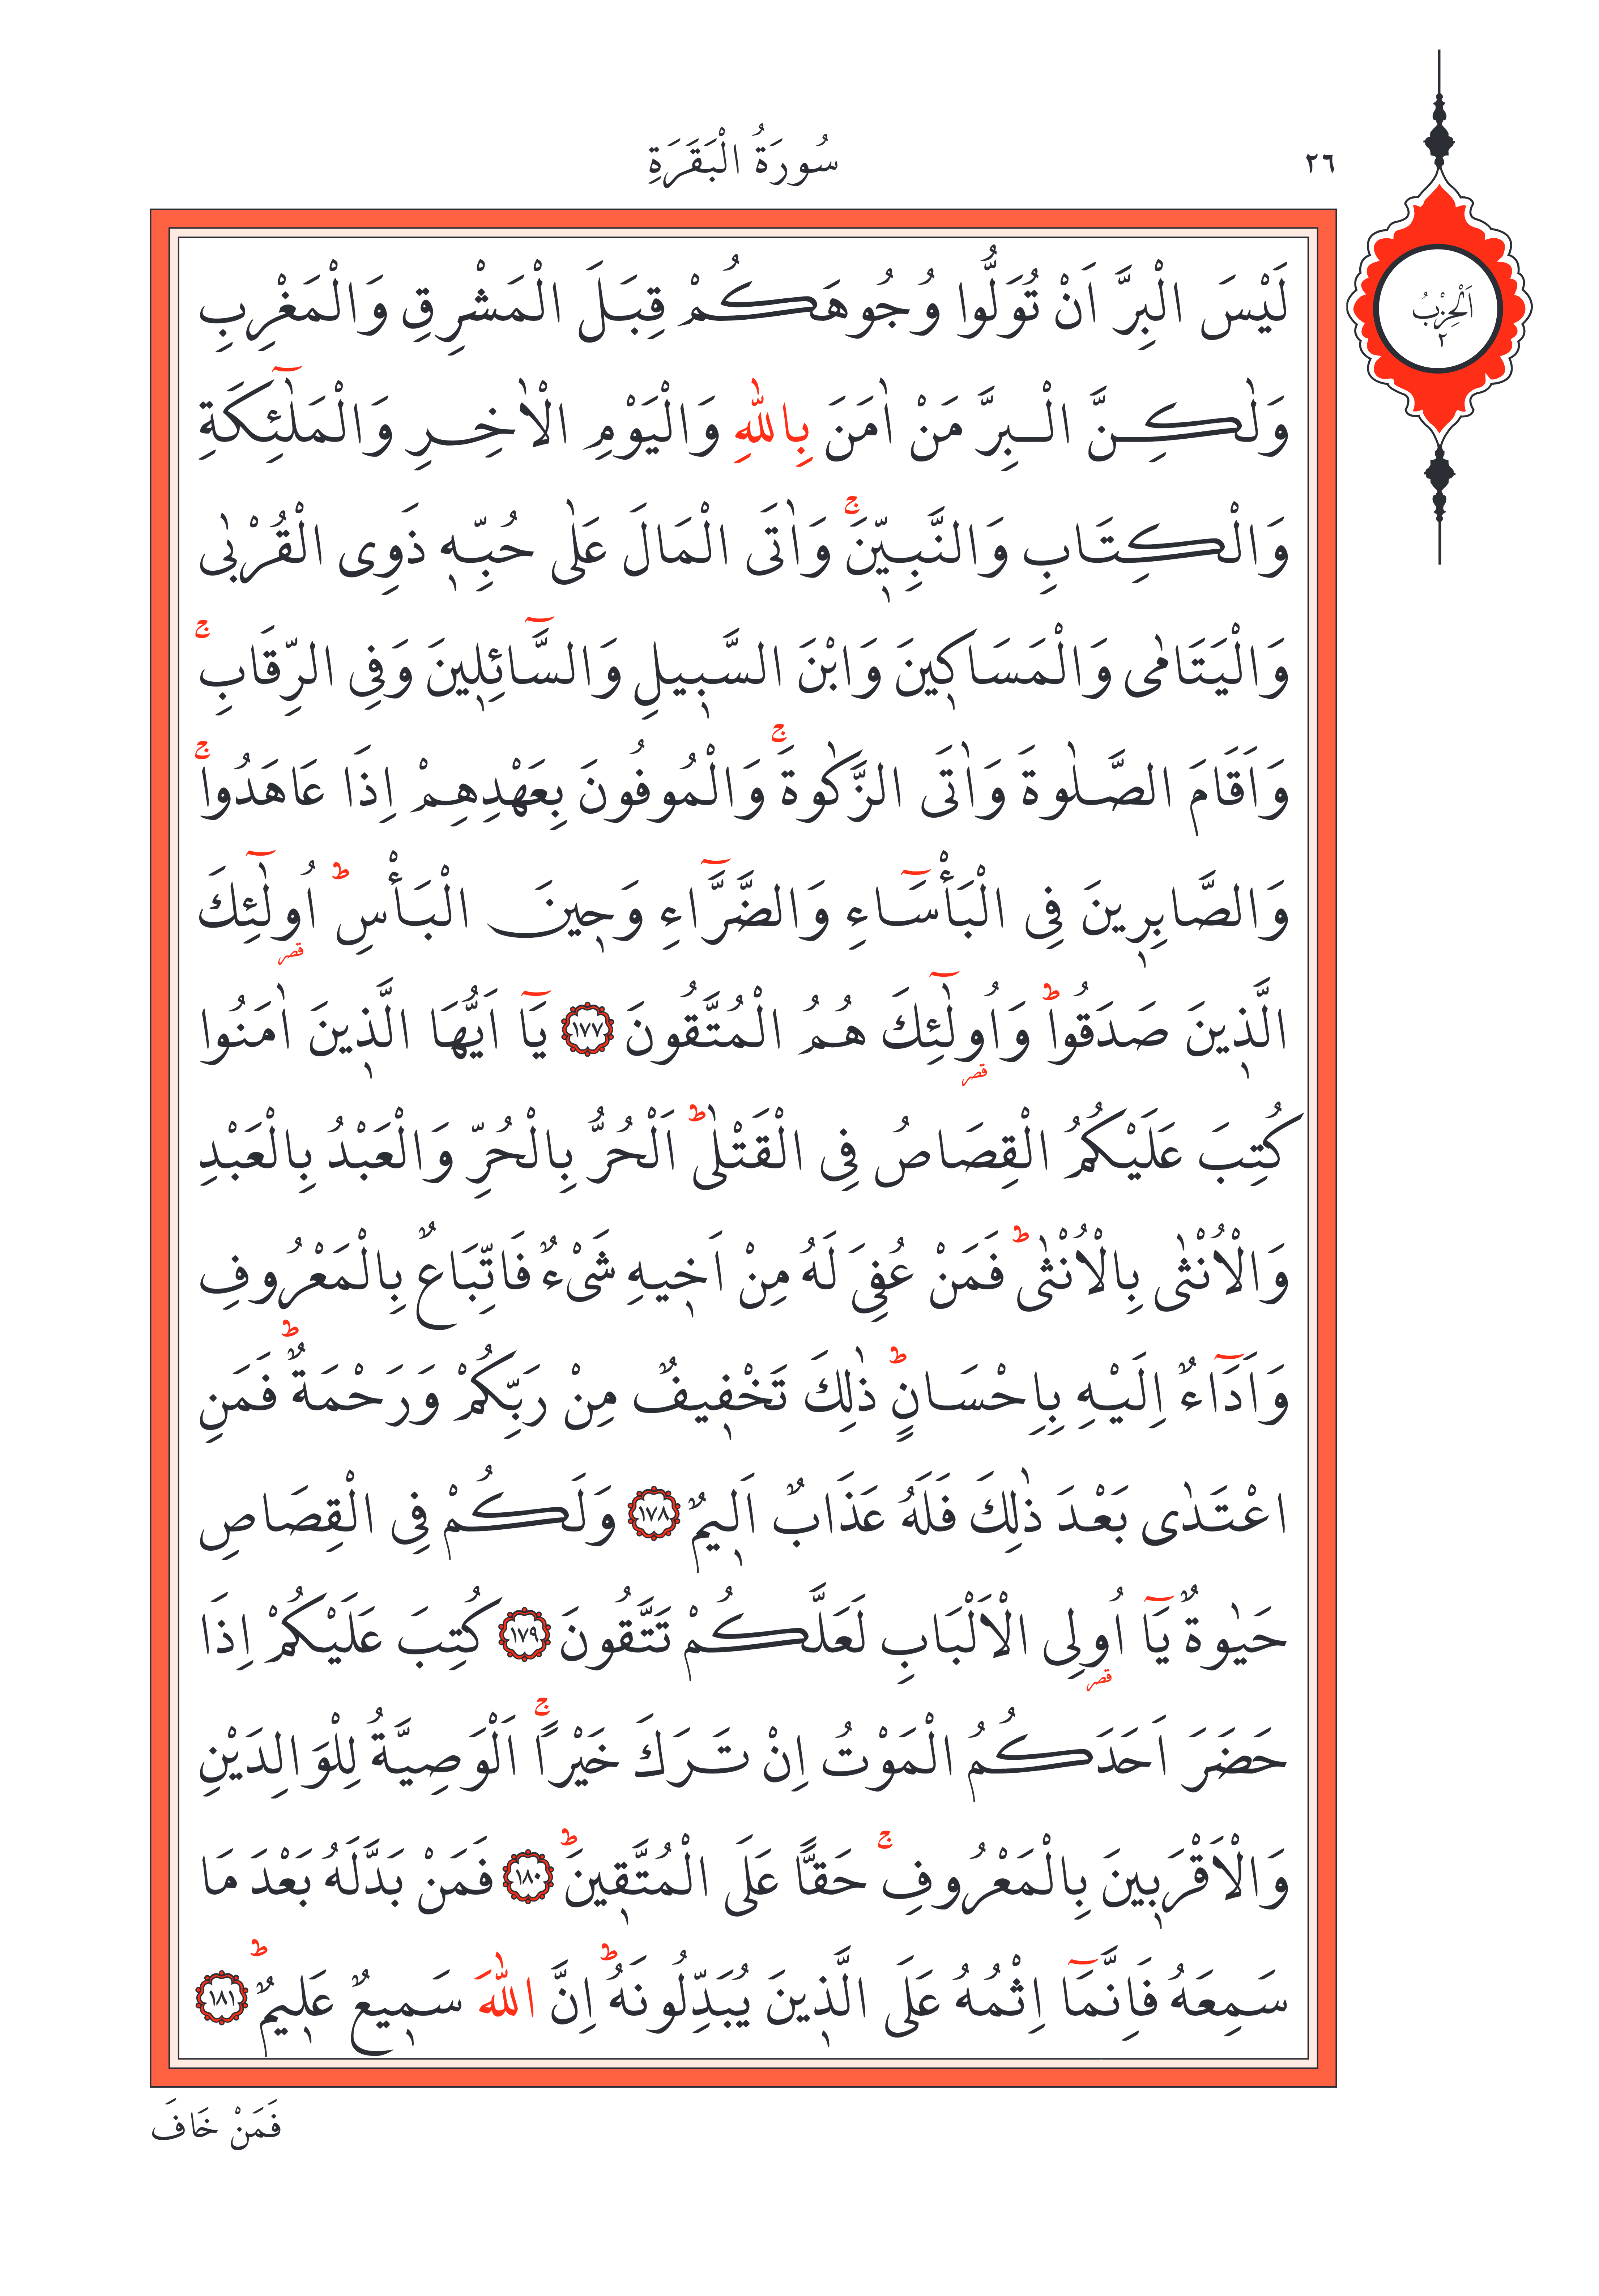 ٢٦
سُورَةُ الْبَقَرَةِ
اَلْحِزْبُ
٢
لَيْسَ الْبِرَّ اَنْ تُوَلُّوا وُجُوهَكُمْ قِبَلَ الْمَشْرِقِ وَالْمَغْرِبِ
وَلٰكِنَّ الْبِرَّ مَنْ اٰمَنَ بِاللّٰهِ وَالْيَوْمِ الْاٰخِرِ وَالْمَلٰٓئِكَةِ
وَالْكِتَابِ وَالنَّبِيّٖنَۚ وَاٰتَى الْمَالَ عَلٰى حُبِّهٖ ذَوِى الْقُرْبٰى
وَالْيَتَامٰى وَالْمَسَاكٖينَ وَابْنَ السَّبٖيلِ وَالسَّٓائِلٖينَ وَفِى الرِّقَابِۚ
وَاَقَامَ الصَّلٰوةَ وَاٰتَى الزَّكٰوةَۚ وَالْمُوفُونَ بِعَهْدِهِمْ اِذَا عَاهَدُواۚ
وَالصَّابِرٖينَ فِى الْبَأْسَٓاءِ وَالضَّرَّٓاءِ وَحٖينَ الْبَأْسِؕ اُو۬لٰٓئِكَ
قصر
الَّذٖينَ صَدَقُواؕ وَاُو۬لٰٓئِكَ هُمُ الْمُتَّقُونَ ١٧٧ يَٓا اَيُّهَا الَّذٖينَ اٰمَنُوا
قصر
كُتِبَ عَلَيْكُمُ الْقِصَاصُ فِى الْقَتْلٰىؕ اَلْحُرُّ بِالْحُرِّ وَالْعَبْدُ بِالْعَبْدِ
وَالْاُنْثٰى بِالْاُنْثٰىؕ فَمَنْ عُفِىَ لَهُ مِنْ اَخٖيهِ شَىْءٌ فَاتِّبَاعٌ بِالْمَعْرُوفِ
وَاَدَٓاءٌ اِلَيْهِ بِاِحْسَانٍؕ ذٰلِكَ تَخْفٖيفٌ مِنْ رَبِّكُمْ وَرَحْمَةٌؕ فَمَنِ
اعْتَدٰى بَعْدَ ذٰلِكَ فَلَهُ عَذَابٌ اَلٖيمٌ ١٧٨ وَلَكُمْ فِى الْقِصَاصِ
حَيٰوةٌ يَٓا اُولِى الْاَلْبَابِ لَعَلَّكُمْ تَتَّقُونَ ١٧٩ كُتِبَ عَلَيْكُمْ اِذَا
قصر
حَضَرَ اَحَدَكُمُ الْمَوْتُ اِنْ تَرَكَ خَيْرًاۚ اَلْوَصِيَّةُ لِلْوَالِدَيْنِ
وَالْاَقْرَبٖينَ بِالْمَعْرُوفِۚ حَقًّا عَلَى الْمُتَّقٖينَؕ ١٨٠ فَمَنْ بَدَّلَهُ بَعْدَ مَا
سَمِعَهُ فَاِنَّمَٓا اِثْمُهُ عَلَى الَّذٖينَ يُبَدِّلُونَهُؕ اِنَّ اللّٰهَ سَمٖيعٌ عَلٖيمٌؕ ١٨١
فَمَنْ خَافَ